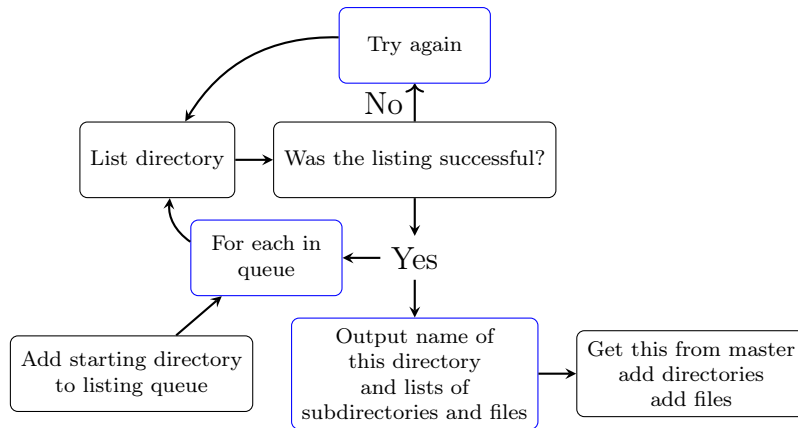 Try again
No
List directory
Was the listing successful?
For each in
queue
Yes
Add starting directory
to listing queue
Output name of
this directory
and lists of
subdirectories and files
Get this from master
add directories
add files